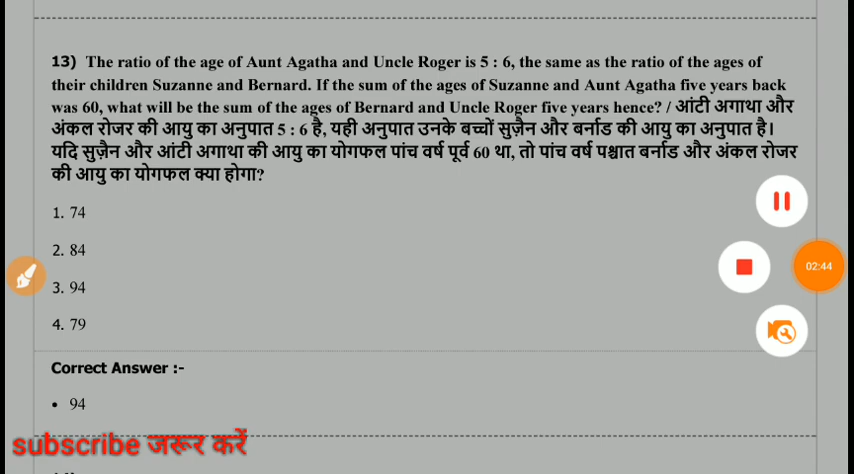 13) The ratio of the age of Aunt Agatha and Uncle Roger is 5 : 6, the same as the ratio of the ages of
their children Suzanne and Bernard. If the sum of the ages of Suzanne and Aunt Agatha five years back
was 60, what will be the sum of the ages of Bernard and Uncle Roger five years hence? / आंटी अगाथा और
अंकल रोजर की आयु का अनुपात 5 : 6 है, यही अनुपात उनके बच्चों सुज़ैन और बर्नाड की आयु का अनुपात है।
यदि सुज़ैन और आंटी अगाथा की आयु का योगफल पांच वर्ष पूर्व 60 था, तो पांच वर्ष पश्चात बर्नाड और अंकल रोजर
की आयु का योगफल क्या होगा?
1. 74
2. 84
02:44
3. 94
4. 79
Correct Answer :-
• 94
subscribe जरूर करें